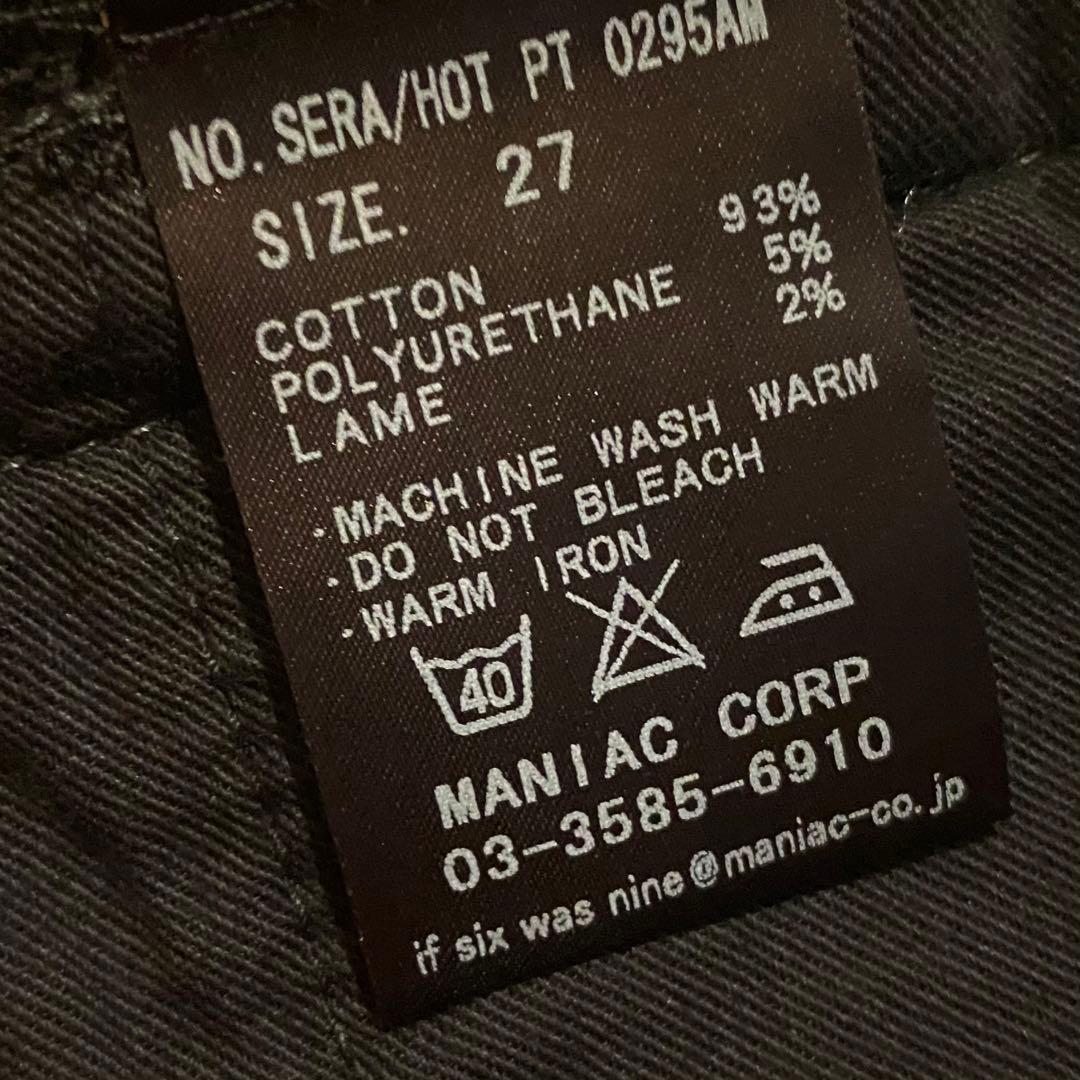 NO. SERA/HOT PT 0295AM
SIZE. 27
COTTON 93%
POLYURETHANE 5%
LAME 2%
・MACHINE WASH WARM
・DO NOT BLEACH
・WARM IRON
40
MANIAC CORP
03-3585-6910
if six was nine@maniac-co.jp